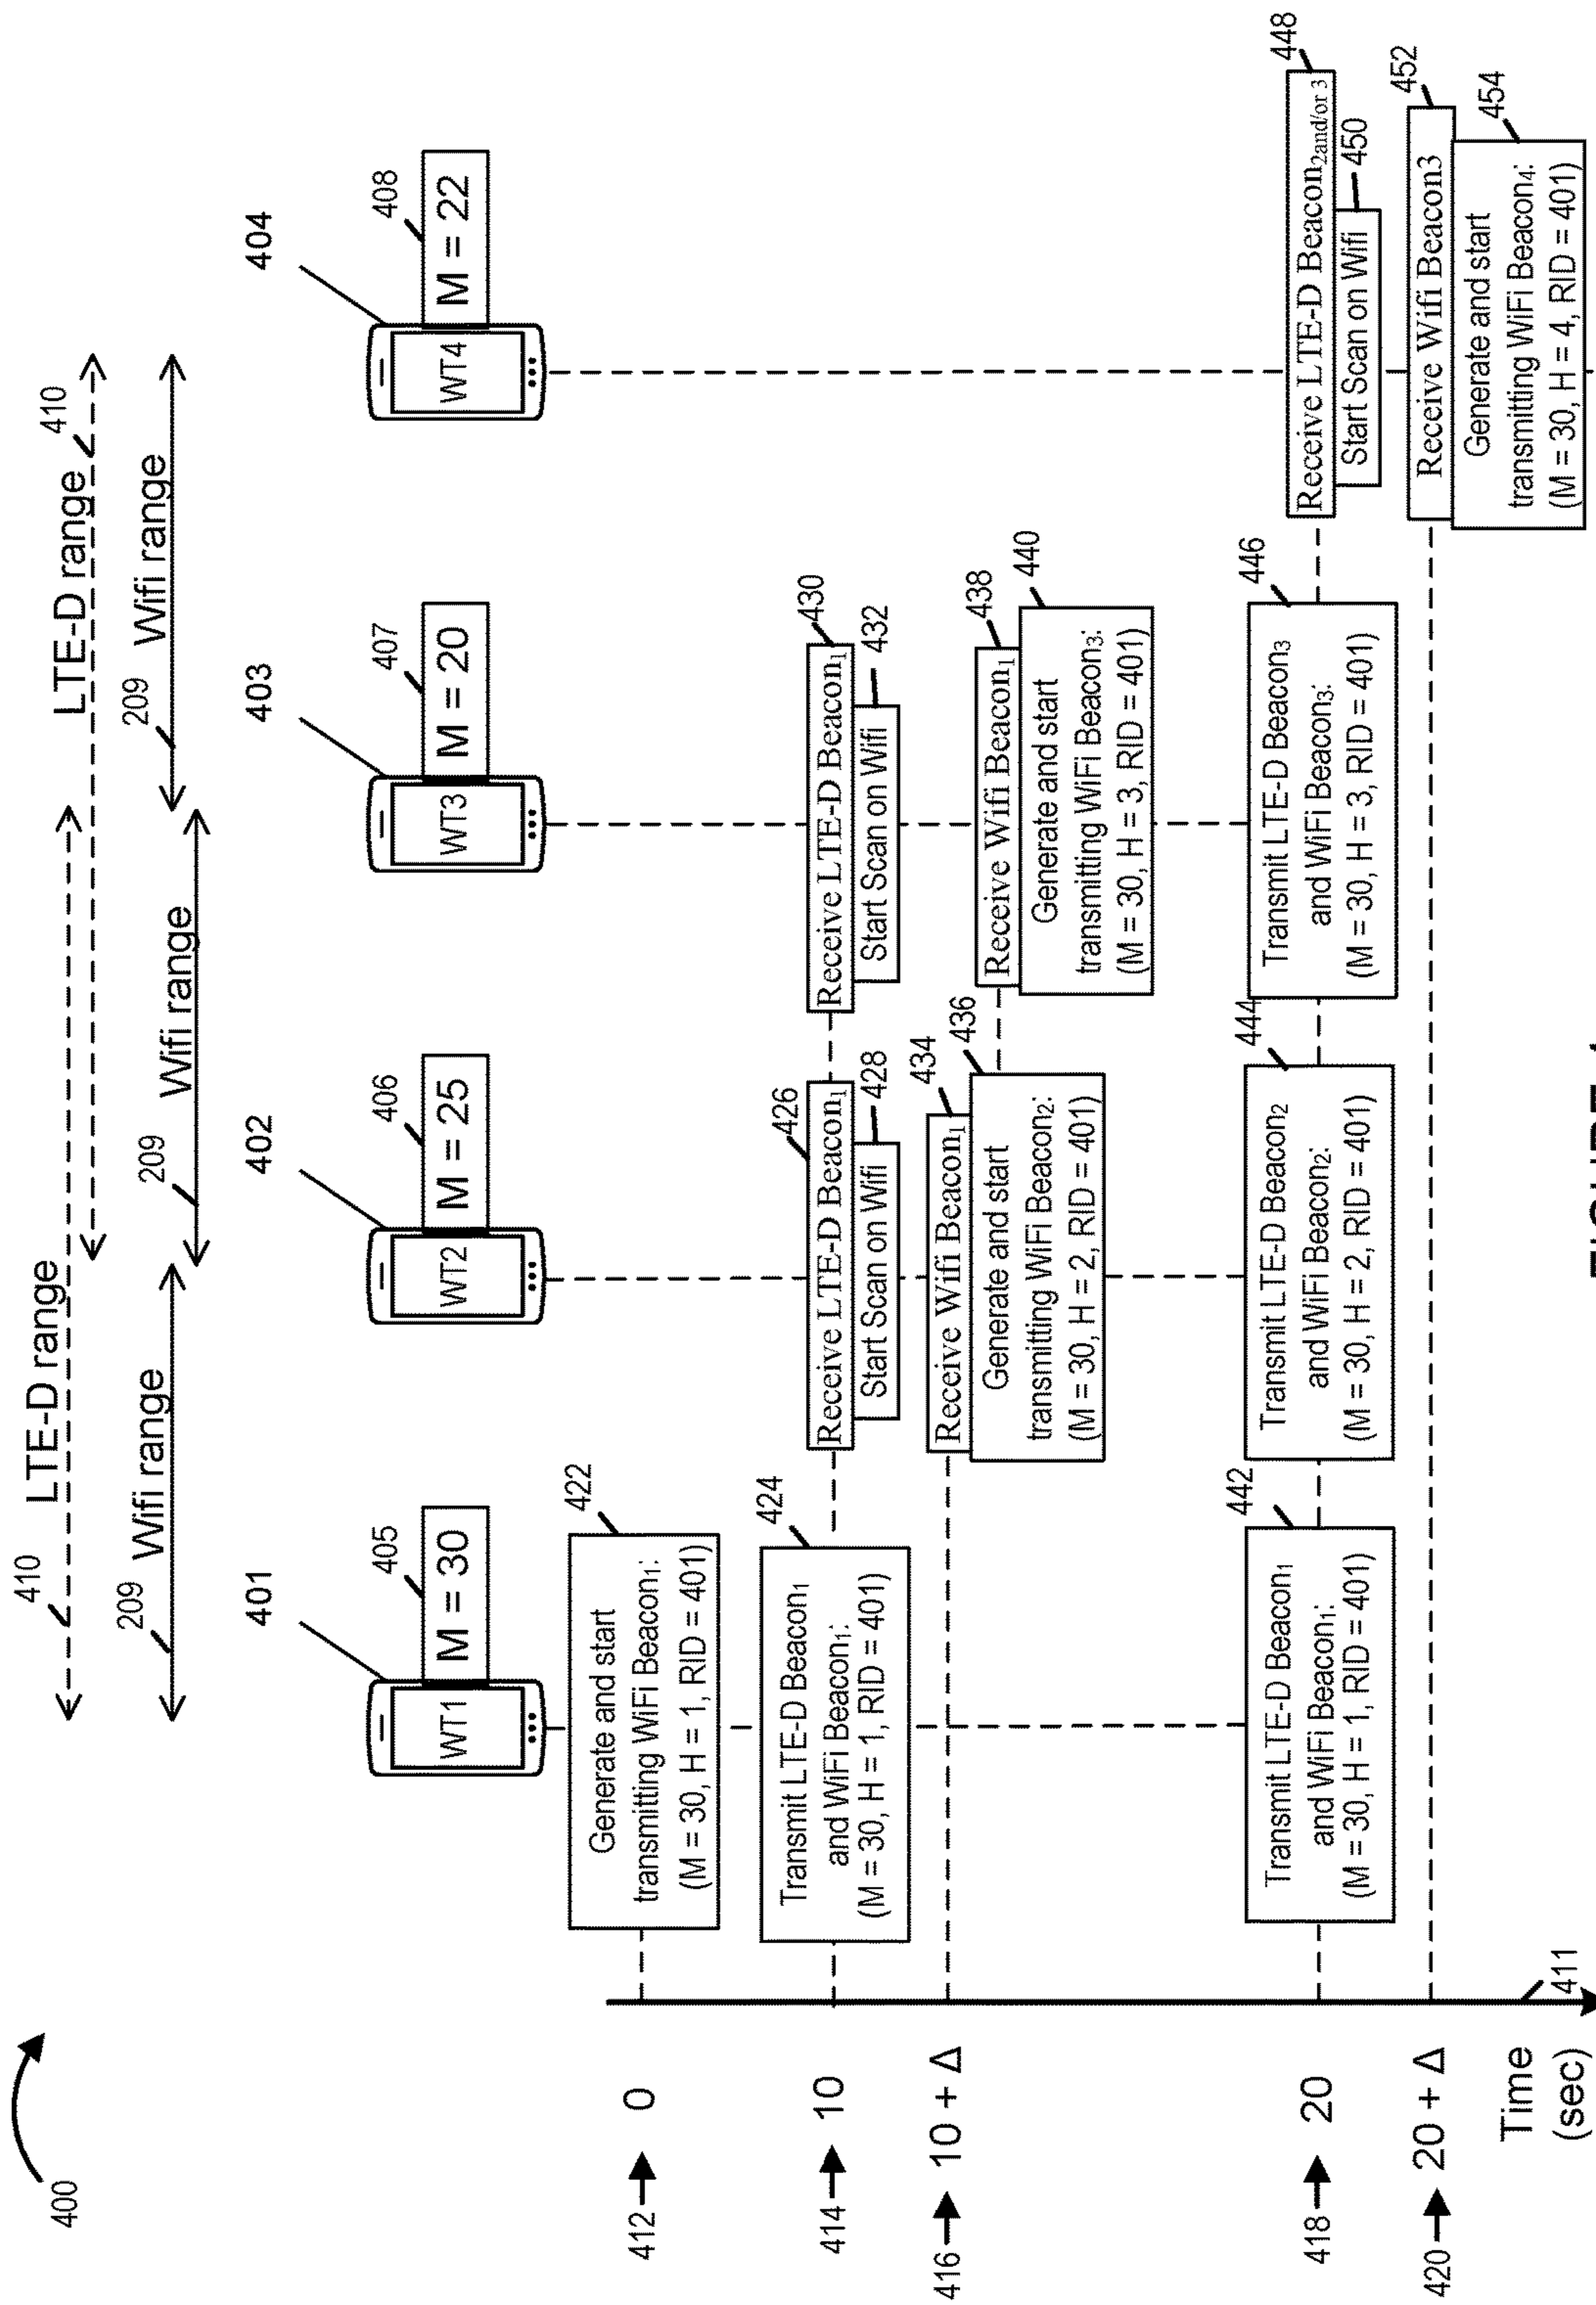 400
410
LTE-D range
LTE-D range
410
209
Wifi range
209
Wifi range
209
Wifi range
401
402
403
404
405
406
407
408
WT1
M = 30
WT2
M = 25
WT3
M = 20
WT4
M = 22
412
0
422
Generate and start
transmitting WiFi Beacon₁:
(M = 30, H = 1, RID = 401)
414
10
424
Transmit LTE-D Beacon₁
and WiFi Beacon₁:
(M = 30, H = 1, RID = 401)
426
Receive LTE-D Beacon₁
428
Start Scan on Wifi
430
Receive LTE-D Beacon₁
432
Start Scan on Wifi
416
10 + Δ
434
Receive Wifi Beacon₁
436
Generate and start
transmitting WiFi Beacon₂:
(M = 30, H = 2, RID = 401)
438
Receive Wifi Beacon₁
440
Generate and start
transmitting WiFi Beacon₃:
(M = 30, H = 3, RID = 401)
418
20
442
Transmit LTE-D Beacon₁
and WiFi Beacon₁:
(M = 30, H = 1, RID = 401)
444
Transmit LTE-D Beacon₂
and WiFi Beacon₂:
(M = 30, H = 2, RID = 401)
446
Transmit LTE-D Beacon₃
and WiFi Beacon₃:
(M = 30, H = 3, RID = 401)
448
Receive LTE-D Beacon₂and/or 3
450
Start Scan on Wifi
420
20 + Δ
452
Receive Wifi Beacon3
454
Generate and start
transmitting WiFi Beacon₄:
(M = 30, H = 4, RID = 401)
Time
(sec)
411